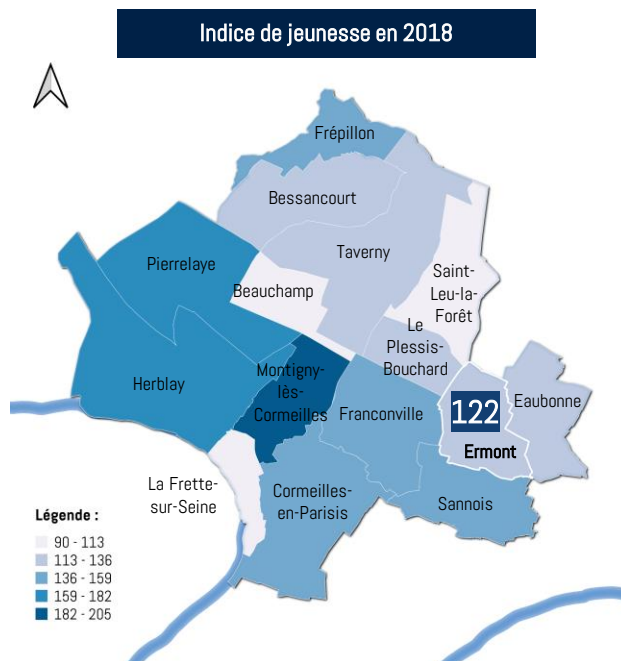 Indice de jeunesse en 2018
Frépillon
Bessancourt
Taverny
Pierrelaye
Beauchamp
Saint-
Leu-la-
Forêt
Le
Plessis-
Bouchard
Herblay
Montigny-
lès-
Cormeilles
Franconville
122
Eaubonne
Ermont
La Frette-
sur-Seine
Cormeilles-
en-Parisis
Sannois
Légende :
90 - 113
113 - 136
136 - 159
159 - 182
182 - 205